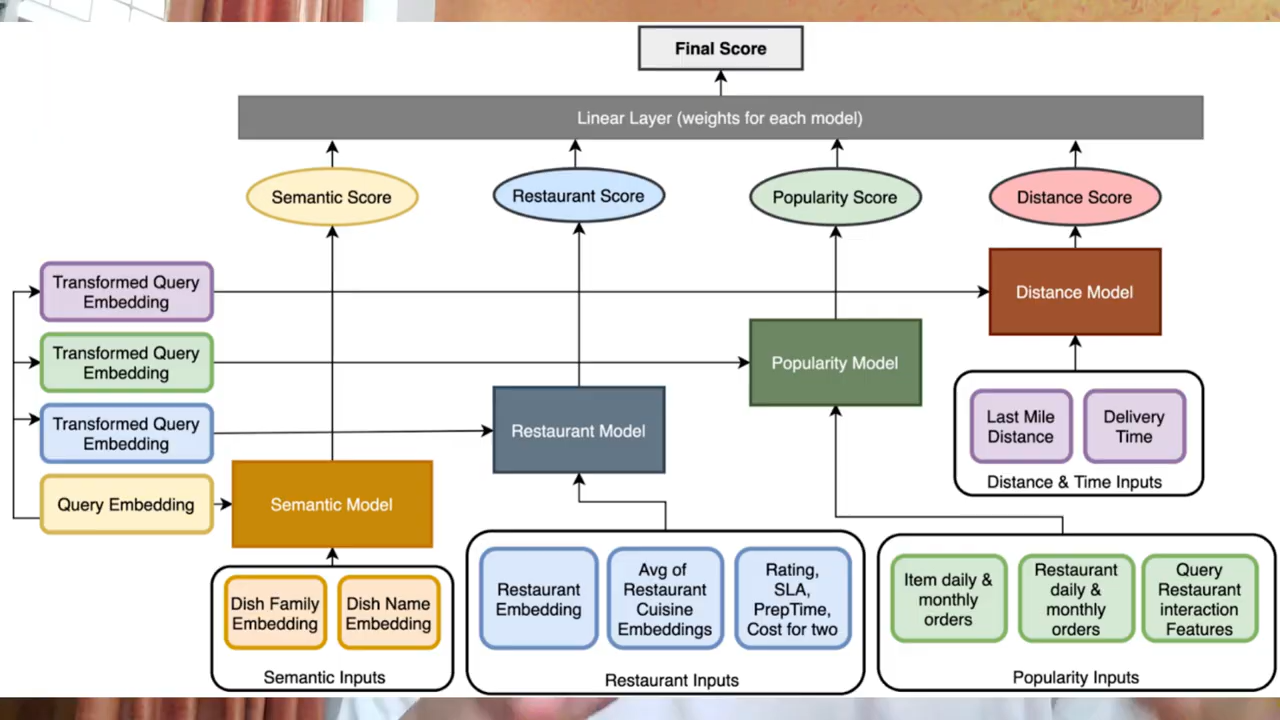 Final Score
Linear Layer (weights for each model)
Semantic Score
Restaurant Score
Popularity Score
Distance Score
Transformed Query
Embedding
Distance Model
Transformed Query
Embedding
Popularity Model
Transformed Query
Embedding
Restaurant Model
Last Mile
Distance
Delivery
Time
Distance & Time Inputs
Query Embedding
Semantic Model
Dish Family
Embedding
Dish Name
Embedding
Semantic Inputs
Restaurant
Embedding
Avg of
Restaurant
Cuisine
Embeddings
Rating,
SLA,
PrepTime,
Cost for two
Restaurant Inputs
Item daily &
monthly
orders
Restaurant
daily &
monthly
orders
Query
Restaurant
interaction
Features
Popularity Inputs